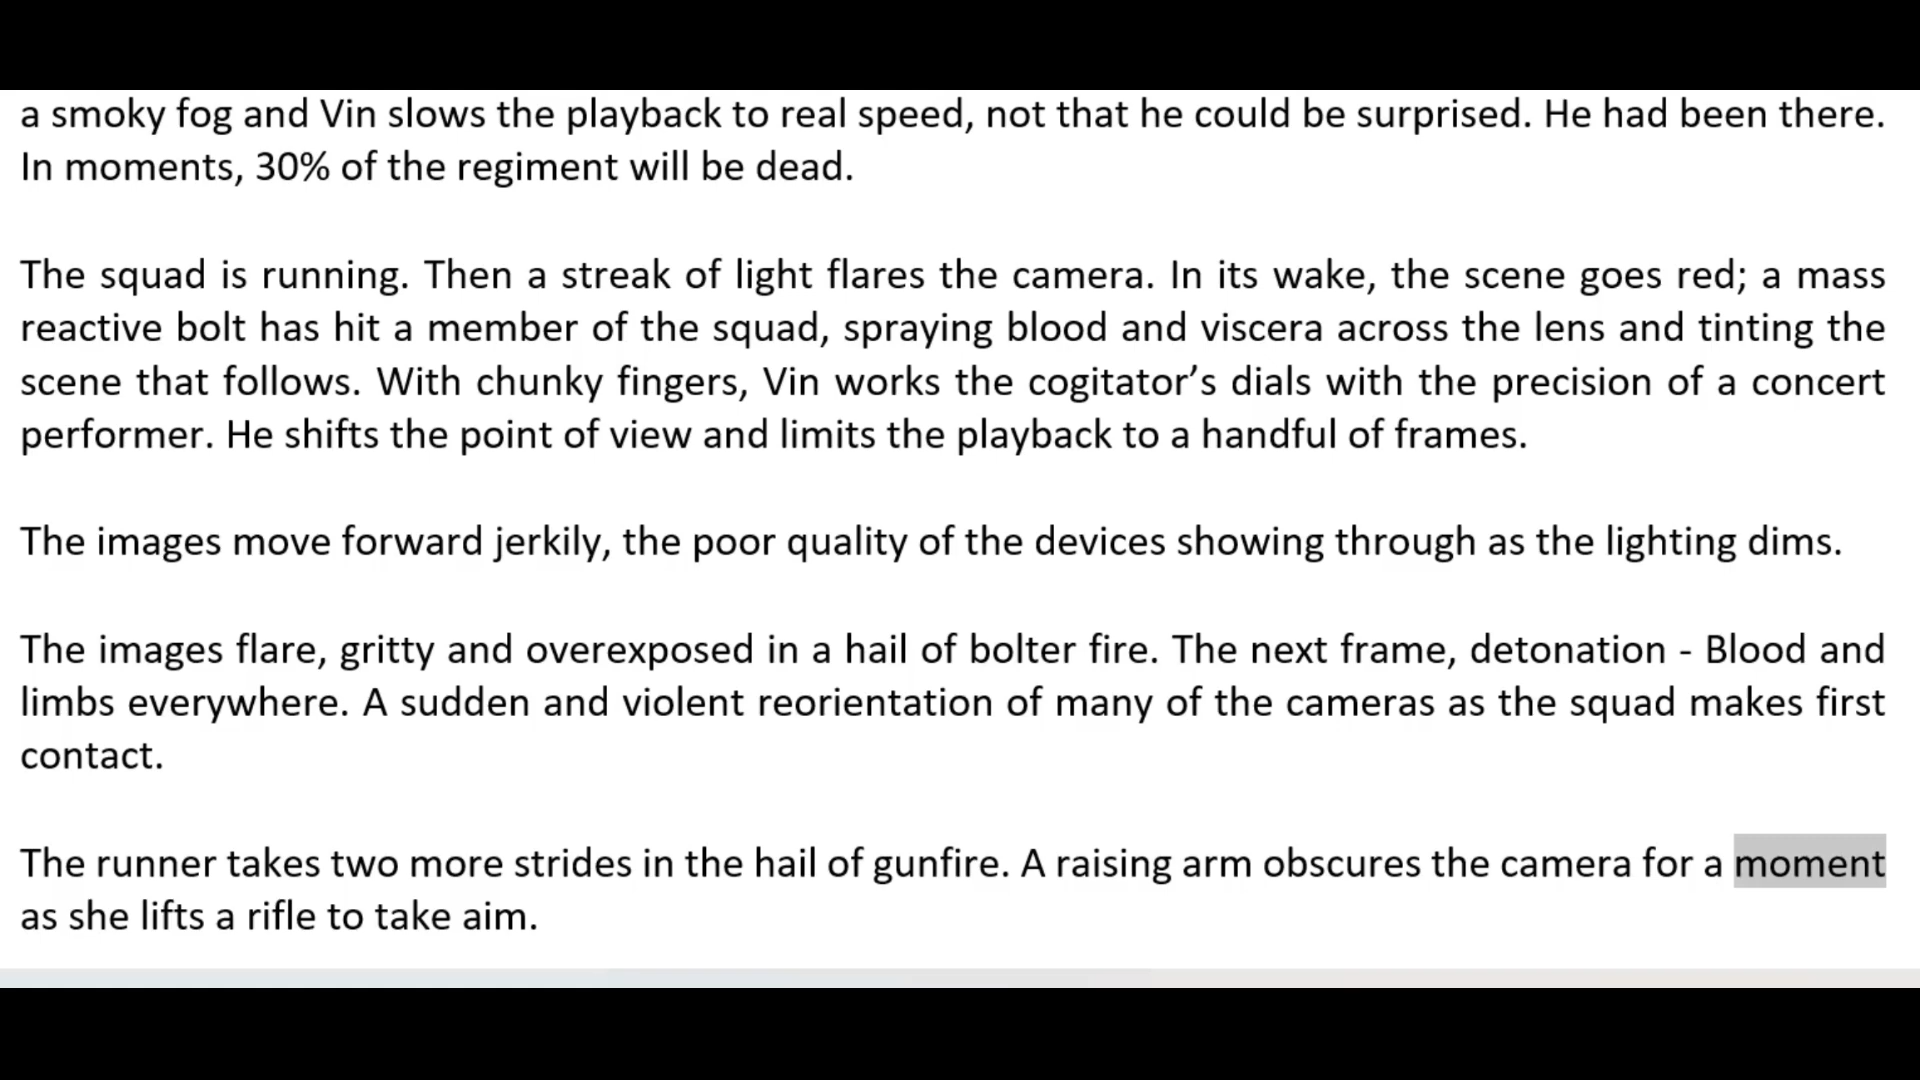 a smoky fog and Vin slows the playback to real speed, not that he could be surprised. He had been there.
In moments, 30% of the regiment will be dead.
The squad is running. Then a streak of light flares the camera. In its wake, the scene goes red; a mass
reactive bolt has hit a member of the squad, spraying blood and viscera across the lens and tinting the
scene that follows. With chunky fingers, Vin works the cogitator’s dials with the precision of a concert
performer. He shifts the point of view and limits the playback to a handful of frames.
The images move forward jerkily, the poor quality of the devices showing through as the lighting dims.
The images flare, gritty and overexposed in a hail of bolter fire. The next frame, detonation - Blood and
limbs everywhere. A sudden and violent reorientation of many of the cameras as the squad makes first
contact.
The runner takes two more strides in the hail of gunfire. A raising arm obscures the camera for a moment
as she lifts a rifle to take aim.